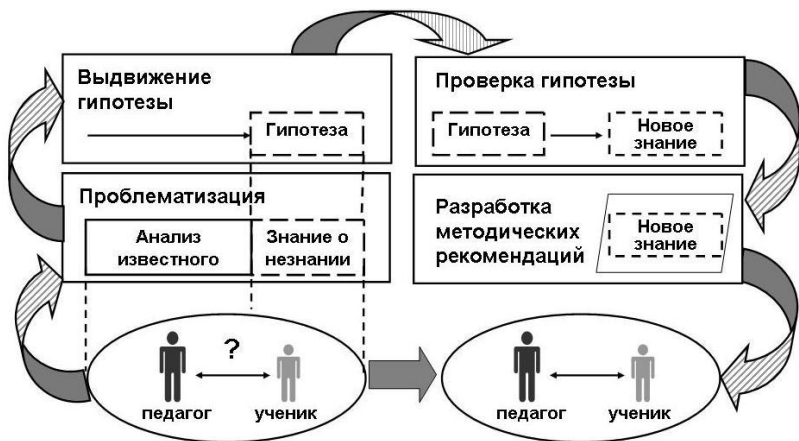 Выдвижение
гипотезы
Гипотеза
Проблематизация
Анализ
известного
Знание о
незнании
?
педагог
ученик
Проверка гипотезы
Гипотеза
Новое
знание
Разработка
методических
рекомендаций
Новое
знание
педагог
ученик